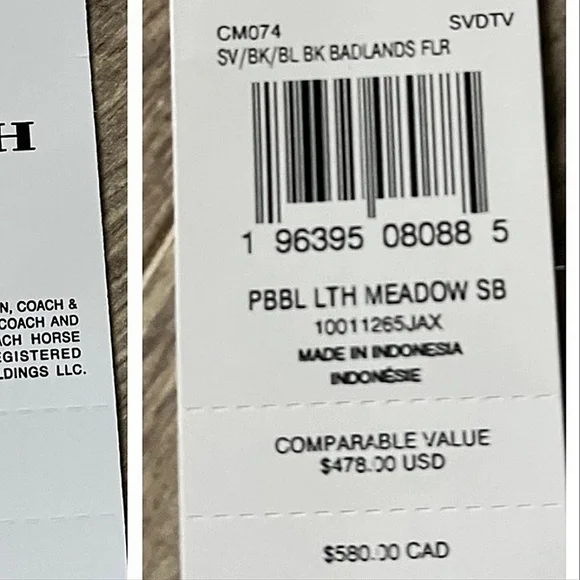 H
N, COACH &
COACH AND
ACH HORSE
EGISTERED
LDINGS LLC.
CM074 SVDTV
SV/BK/BL BK BADLANDS FLR
1 96395 08088 5
PBBL LTH MEADOW SB
10011265JAX
MADE IN INDONESIA
INDONÉSIE
COMPARABLE VALUE
$478.00 USD
$580.00 CAD